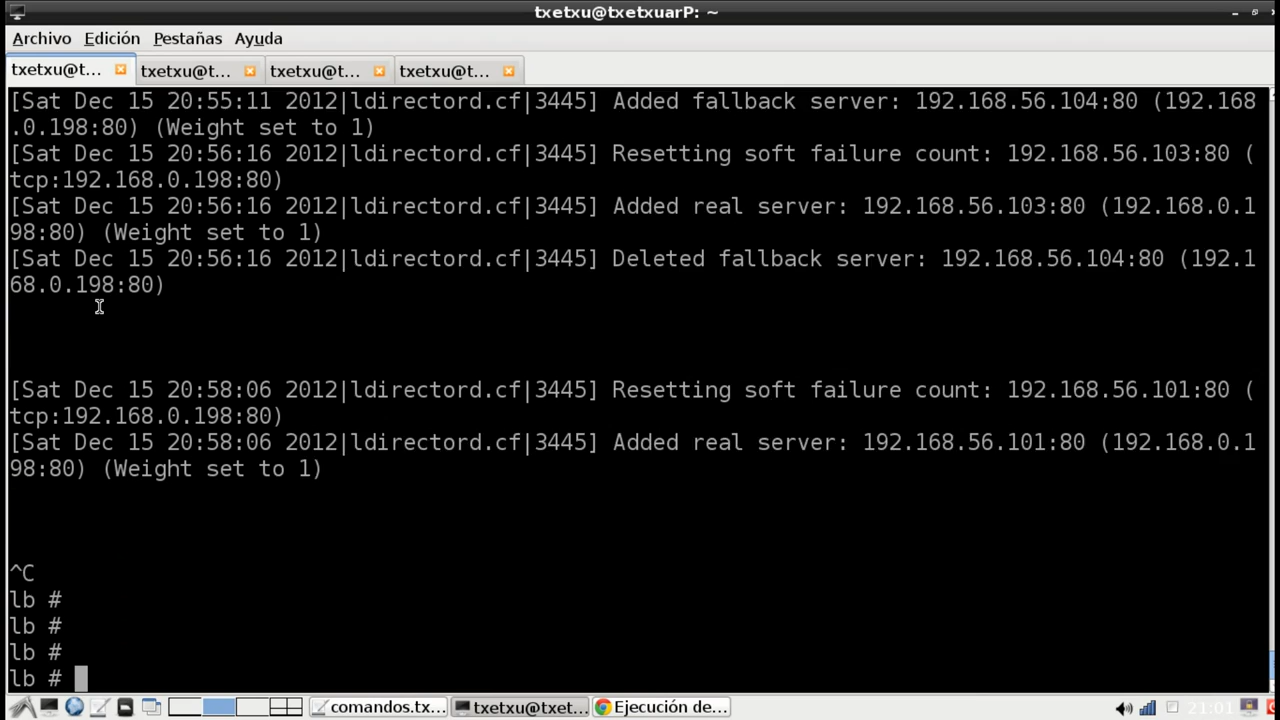 txetxu@txetxuarP: ~
Archivo Edición Pestañas Ayuda
txetxu@t... txetxu@t... txetxu@t... txetxu@t...
[Sat Dec 15 20:55:11 2012|ldirectord.cf|3445] Added fallback server: 192.168.56.104:80 (192.168
.0.198:80) (Weight set to 1)
[Sat Dec 15 20:56:16 2012|ldirectord.cf|3445] Resetting soft failure count: 192.168.56.103:80 (
tcp:192.168.0.198:80)
[Sat Dec 15 20:56:16 2012|ldirectord.cf|3445] Added real server: 192.168.56.103:80 (192.168.0.1
98:80) (Weight set to 1)
[Sat Dec 15 20:56:16 2012|ldirectord.cf|3445] Deleted fallback server: 192.168.56.104:80 (192.1
68.0.198:80)
[Sat Dec 15 20:58:06 2012|ldirectord.cf|3445] Resetting soft failure count: 192.168.56.101:80 (
tcp:192.168.0.198:80)
[Sat Dec 15 20:58:06 2012|ldirectord.cf|3445] Added real server: 192.168.56.101:80 (192.168.0.1
98:80) (Weight set to 1)
^C
lb #
lb #
lb #
lb #
comandos.tx... txetxu@txet... Ejecución de... 21:01